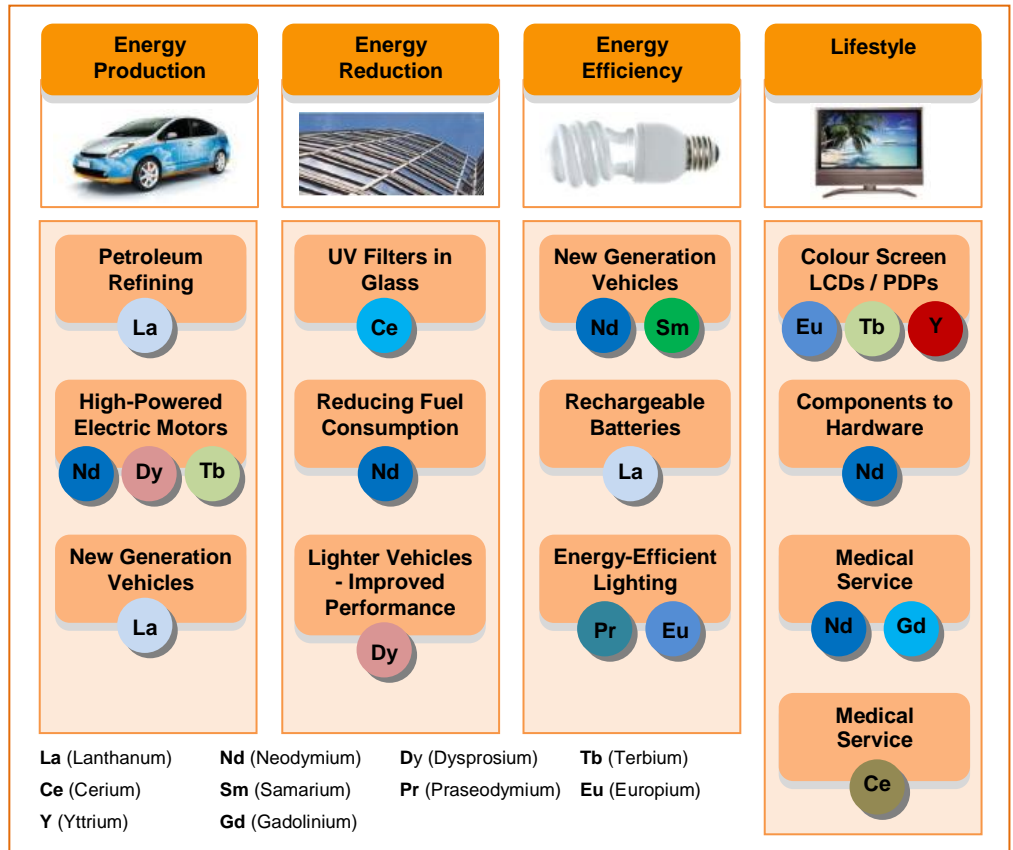 Energy
Production
Energy
Reduction
Energy
Efficiency
Lifestyle
Petroleum
Refining
La
High-Powered
Electric Motors
Nd Dy Tb
New Generation
Vehicles
La
UV Filters in
Glass
Ce
Reducing Fuel
Consumption
Nd
Lighter Vehicles
- Improved
Performance
Dy
New Generation
Vehicles
Nd Sm
Rechargeable
Batteries
La
Energy-Efficient
Lighting
Pr Eu
Colour Screen
LCDs / PDPs
Eu Tb Y
Components to
Hardware
Nd
Medical
Service
Nd Gd
Medical
Service
Ce
La (Lanthanum) Nd (Neodymium) Dy (Dysprosium) Tb (Terbium)
Ce (Cerium) Sm (Samarium) Pr (Praseodymium) Eu (Europium)
Y (Yttrium) Gd (Gadolinium)